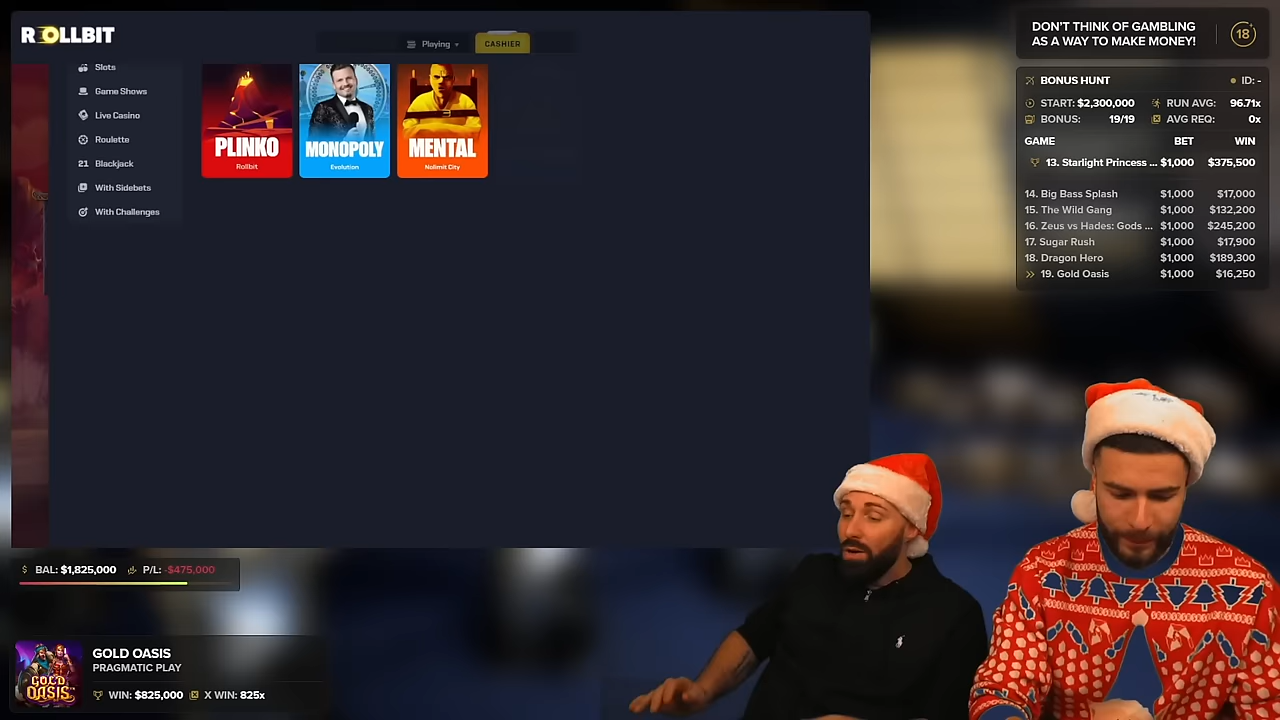 ROLLBIT
Playing
CASHIER
Slots
Game Shows
Live Casino
Roulette
21 Blackjack
With Sidebets
With Challenges
PLINKO
Rollbit
MONOPOLY
Evolution
MENTAL
Nolimit City
DON'T THINK OF GAMBLING
AS A WAY TO MAKE MONEY!
18+
BONUS HUNT ID: -
START: $2,300,000 RUN AVG: 96.71x
BONUS: 19/19 AVG REQ: 0x
GAME BET WIN
13. Starlight Princess ... $1,000 $375,500
14. Big Bass Splash $1,000 $17,000
15. The Wild Gang $1,000 $132,200
16. Zeus vs Hades: Gods ... $1,000 $245,200
17. Sugar Rush $1,000 $17,900
18. Dragon Hero $1,000 $189,300
19. Gold Oasis $1,000 $16,250
BAL: $1,825,000 P/L: -$475,000
GOLD OASIS
GOLD OASIS
PRAGMATIC PLAY
WIN: $825,000 X WIN: 825x